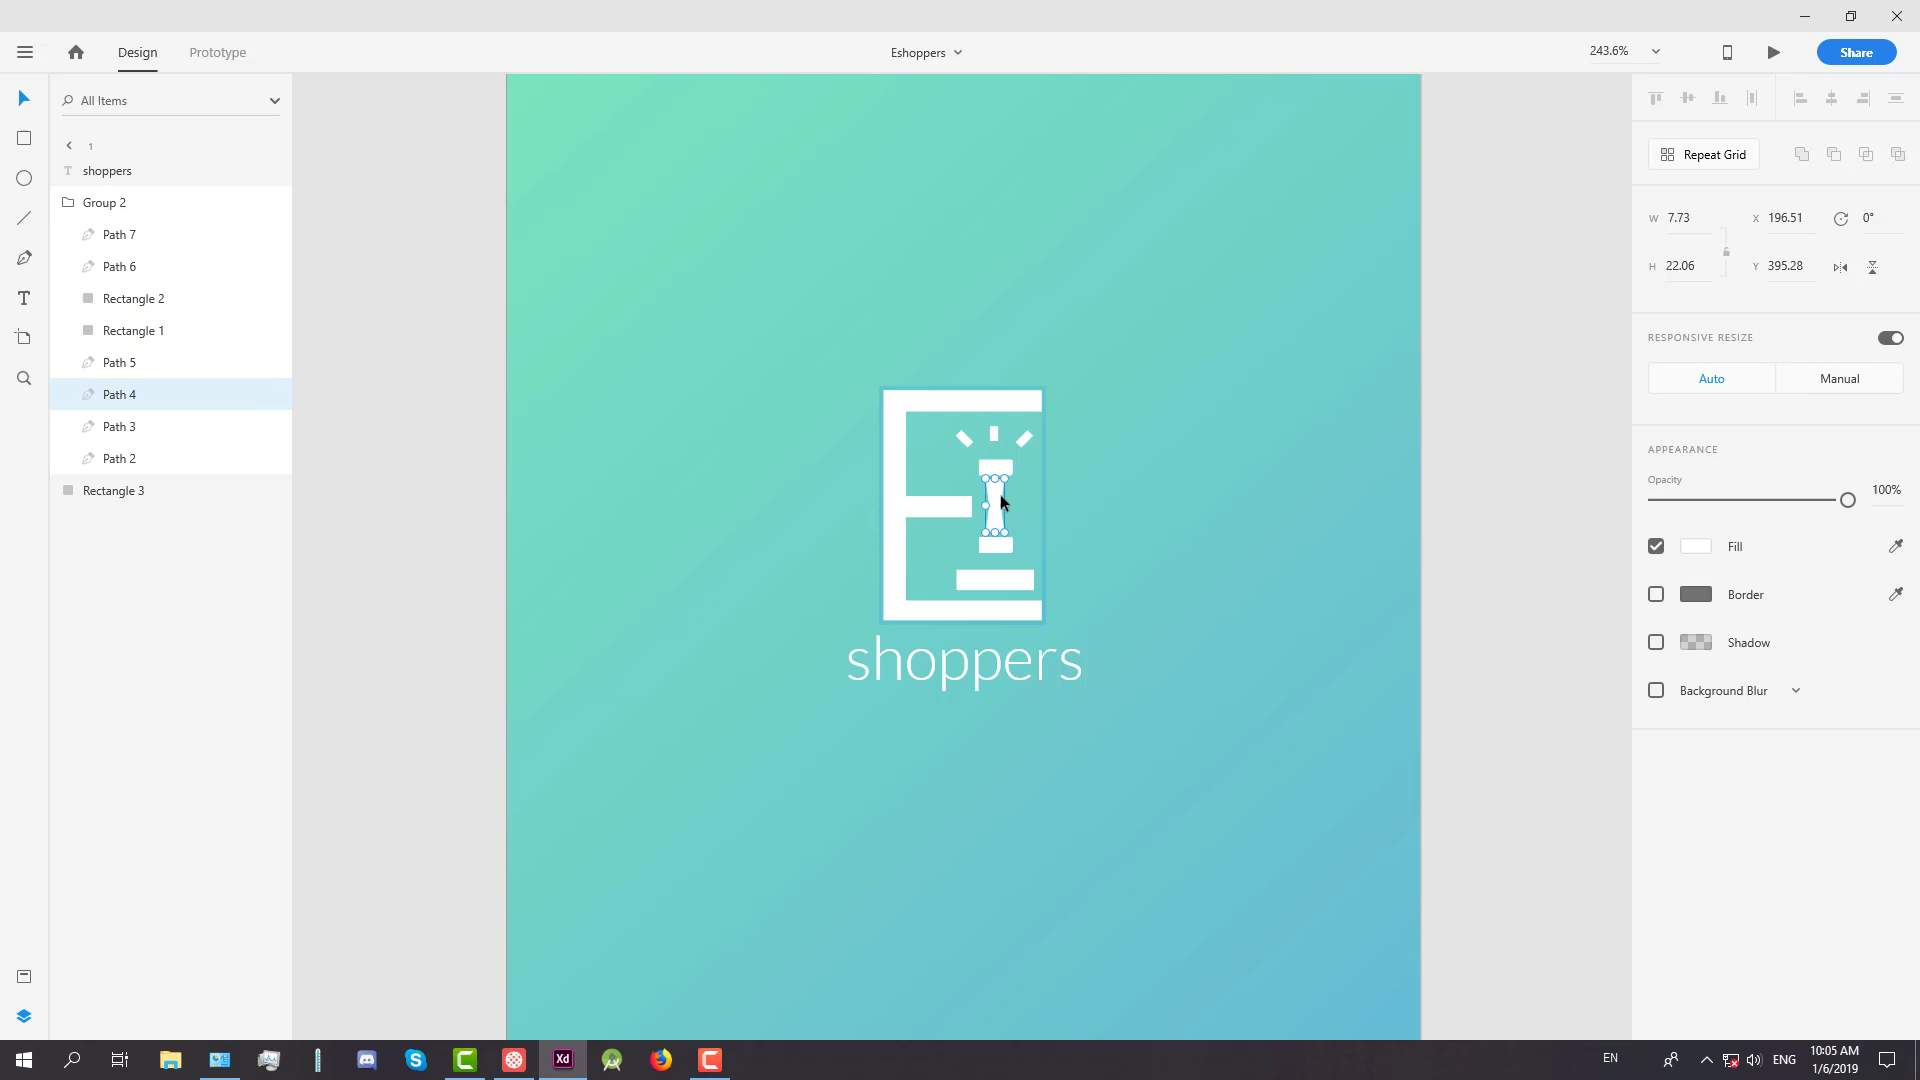 Design
Prototype
Eshoppers
243.6%
Share
All Items
1
shoppers
Group 2
Path 7
Path 6
Rectangle 2
Rectangle 1
Path 5
Path 4
Path 3
Path 2
Rectangle 3
E
shoppers
Repeat Grid
W 7.73
X 196.51
0°
H 22.06
Y 395.28
RESPONSIVE RESIZE
Auto
Manual
APPEARANCE
Opacity
100%
Fill
Border
Shadow
Background Blur
Xd
EN
ENG
10:05 AM
1/6/2019